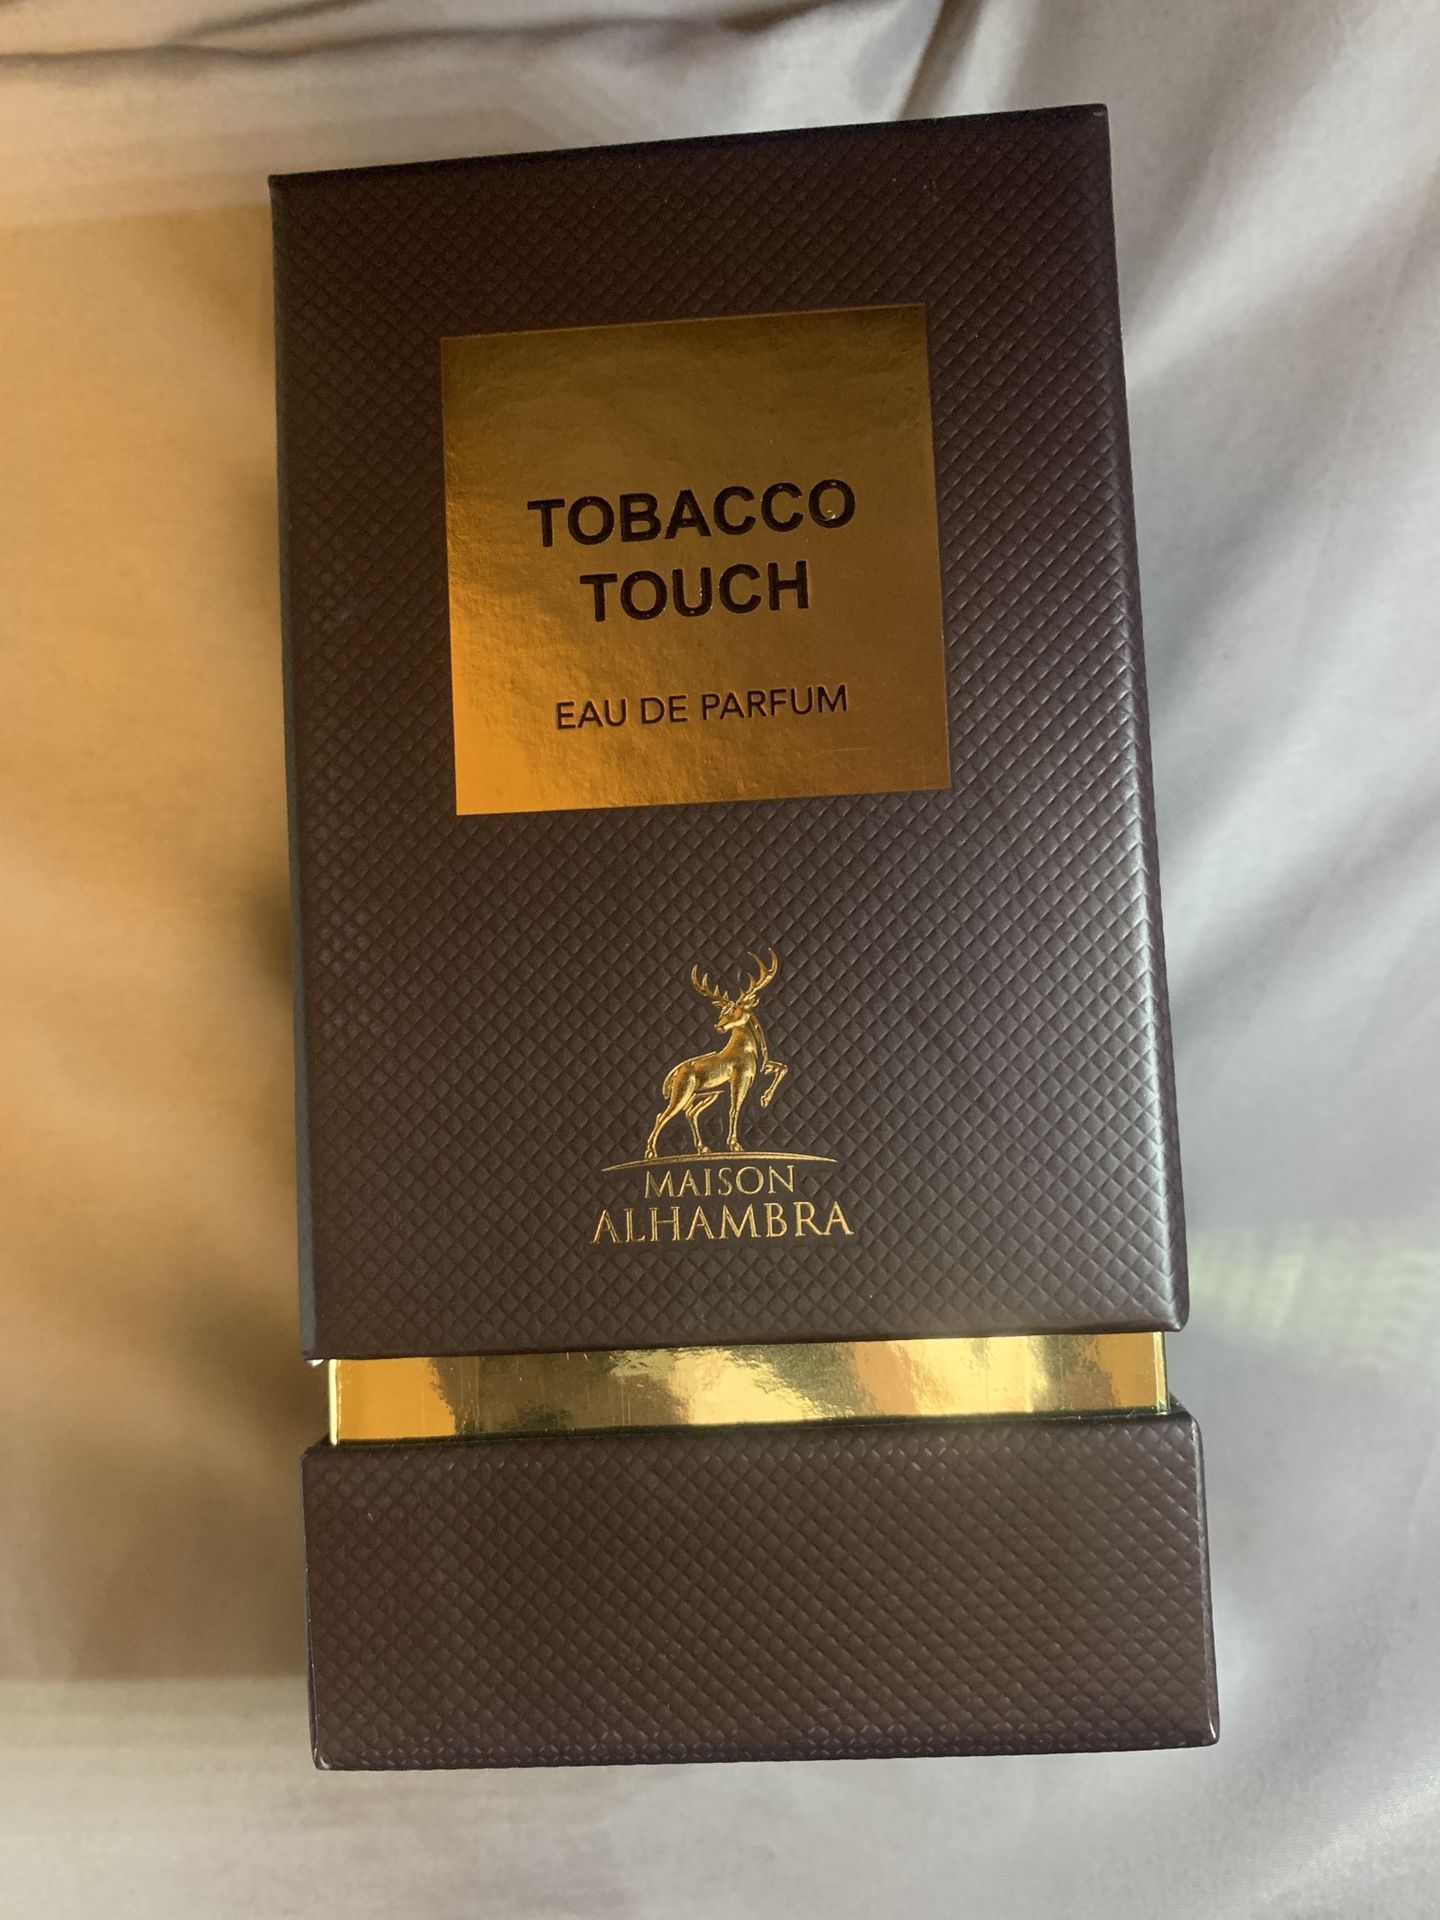 TOBACCO
TOUCH
EAU DE PARFUM
MAISON
ALHAMBRA